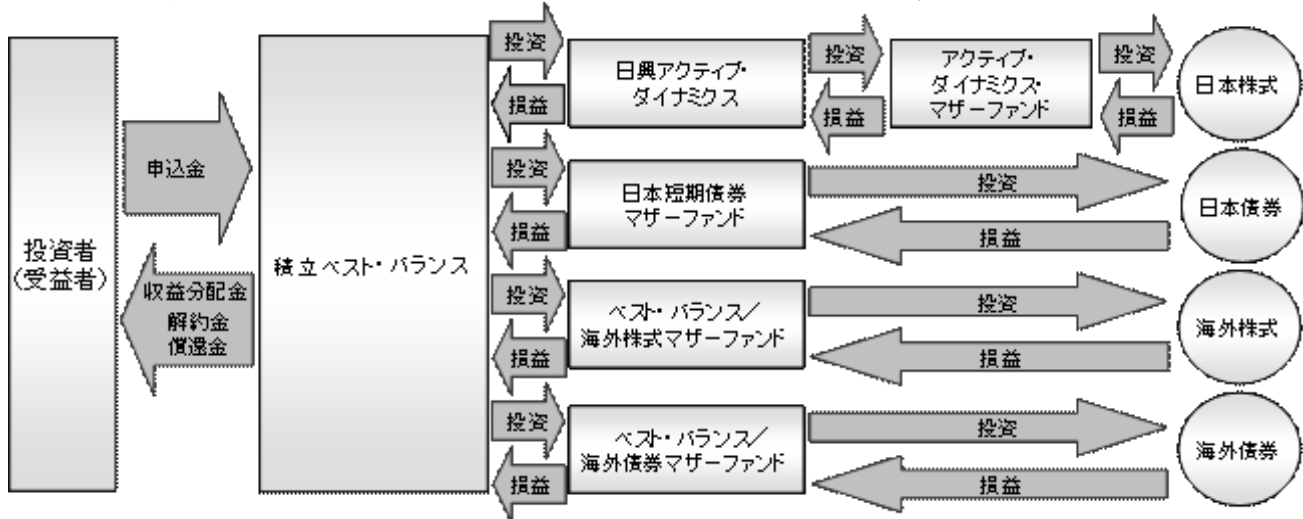 投資者
(受益者)
申込金
収益分配金
解約金
償還金
積立ベスト・バランス
投資
損益
日興アクティブ・
ダイナミクス
投資
損益
アクティブ・
ダイナミクス・
マザーファンド
投資
損益
日本株式
投資
損益
日本短期債券
マザーファンド
投資
損益
日本債券
投資
損益
ベスト・バランス/
海外株式マザーファンド
投資
損益
海外株式
投資
損益
ベスト・バランス/
海外債券マザーファンド
投資
損益
海外債券